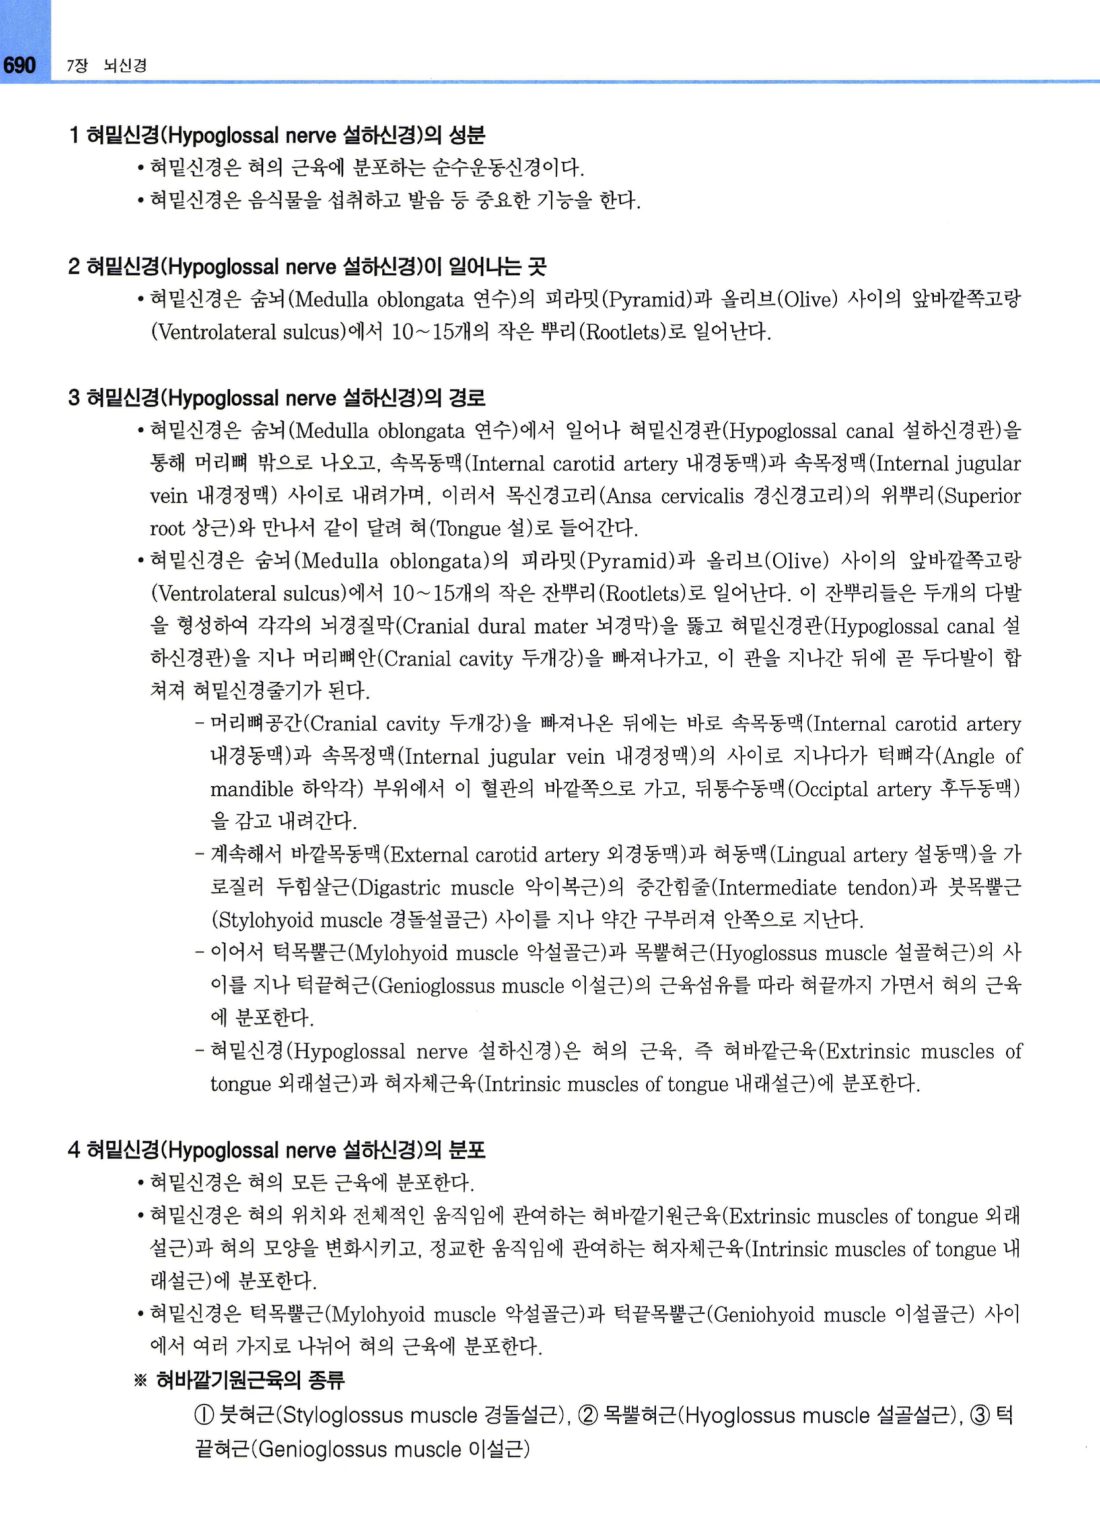 690 7장 뇌신경
1 혀밑신경(Hypoglossal nerve 설하신경)의 성분
• 혀밑신경은 혀의 근육에 분포하는 순수운동신경이다.
• 혀밑신경은 음식물을 섭취하고 발음 등 중요한 기능을 한다.
2 혀밑신경(Hypoglossal nerve 설하신경)이 일어나는 곳
• 혀밑신경은 숨뇌(Medulla oblongata 연수)의 피라밋(Pyramid)과 올리브(Olive) 사이의 앞바깥쪽고랑
(Ventrolateral sulcus)에서 10~15개의 작은 뿌리(Rootlets)로 일어난다.
3 혀밑신경(Hypoglossal nerve 설하신경)의 경로
• 혀밑신경은 숨뇌(Medulla oblongata 연수)에서 일어나 혀밑신경관(Hypoglossal canal 설하신경관)을
통해 머리뼈 밖으로 나오고, 속목동맥(Internal carotid artery 내경동맥)과 속목정맥(Internal jugular
vein 내경정맥) 사이로 내려가며, 이러서 목신경고리(Ansa cervicalis 경신경고리)의 위뿌리(Superior
root 상근)와 만나서 같이 달려 혀(Tongue 설)로 들어간다.
• 혀밑신경은 숨뇌(Medulla oblongata)의 피라밋(Pyramid)과 올리브(Olive) 사이의 앞바깥쪽고랑
(Ventrolateral sulcus)에서 10~15개의 작은 잔뿌리(Rootlets)로 일어난다. 이 잔뿌리들은 두개의 다발
을 형성하여 각각의 뇌경질막(Cranial dural mater 뇌경막)을 뚫고 혀밑신경관(Hypoglossal canal 설
하신경관)을 지나 머리뼈안(Cranial cavity 두개강)을 빠져나가고, 이 관을 지나간 뒤에 곧 두다발이 합
쳐져 혀밑신경줄기가 된다.
- 머리뼈공간(Cranial cavity 두개강)을 빠져나온 뒤에는 바로 속목동맥(Internal carotid artery
내경동맥)과 속목정맥(Internal jugular vein 내경정맥)의 사이로 지나다가 턱뼈각(Angle of
mandible 하악각) 부위에서 이 혈관의 바깥쪽으로 가고, 뒤통수동맥(Occiptal artery 후두동맥)
을 감고 내려간다.
- 계속해서 바깥목동맥(External carotid artery 외경동맥)과 혀동맥(Lingual artery 설동맥)을 가
로질러 두힘살근(Digastric muscle 악이복근)의 중간힘줄(Intermediate tendon)과 붓목뿔근
(Stylohyoid muscle 경돌설골근) 사이를 지나 약간 구부러져 안쪽으로 지난다.
- 이어서 턱목뿔근(Mylohyoid muscle 악설골근)과 목뿔혀근(Hyoglossus muscle 설골혀근)의 사
이를 지나 턱끝혀근(Genioglossus muscle 이설근)의 근육섬유를 따라 혀끝까지 가면서 혀의 근육
에 분포한다.
- 혀밑신경(Hypoglossal nerve 설하신경)은 혀의 근육, 즉 혀바깥근육(Extrinsic muscles of
tongue 외래설근)과 혀자체근육(Intrinsic muscles of tongue 내래설근)에 분포한다.
4 혀밑신경(Hypoglossal nerve 설하신경)의 분포
• 혀밑신경은 혀의 모든 근육에 분포한다.
• 혀밑신경은 혀의 위치와 전체적인 움직임에 관여하는 혀바깥기원근육(Extrinsic muscles of tongue 외래
설근)과 혀의 모양을 변화시키고, 정교한 움직임에 관여하는 혀자체근육(Intrinsic muscles of tongue 내
래설근)에 분포한다.
• 혀밑신경은 턱목뿔근(Mylohyoid muscle 악설골근)과 턱끝목뿔근(Geniohyoid muscle 이설골근) 사이
에서 여러 가지로 나뉘어 혀의 근육에 분포한다.
※ 혀바깥기원근육의 종류
① 붓혀근(Styloglossus muscle 경돌설근), ② 목뿔혀근(Hyoglossus muscle 설골설근), ③ 턱
끝혀근(Genioglossus muscle 이설근)